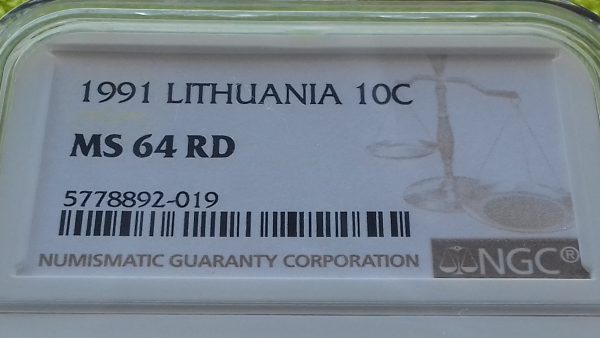 1991 LITHUANIA 10C
MS 64 RD
5778892-019
NUMISMATIC GUARANTY CORPORATION
NGC®